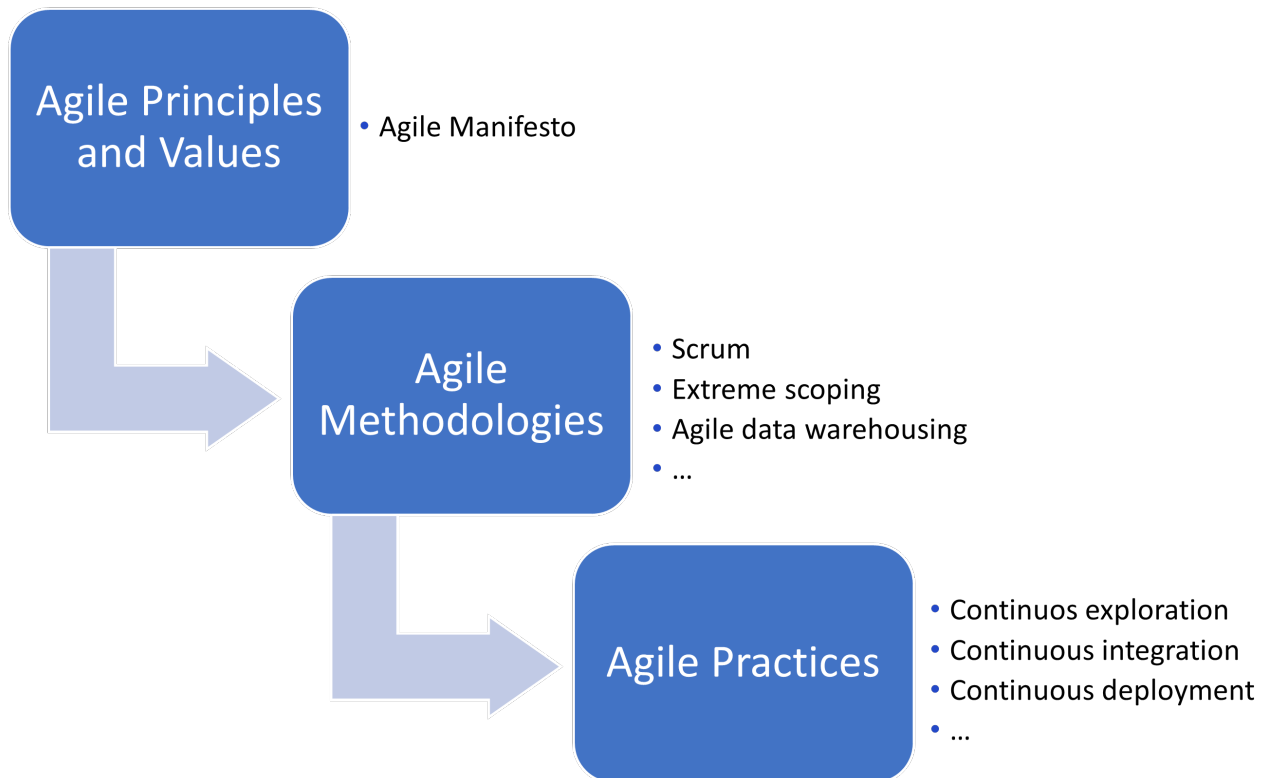 Agile Principles
and Values
• Agile Manifesto
Agile
Methodologies
• Scrum
• Extreme scoping
• Agile data warehousing
• ...
Agile Practices
• Continuos exploration
• Continuous integration
• Continuous deployment
• ...